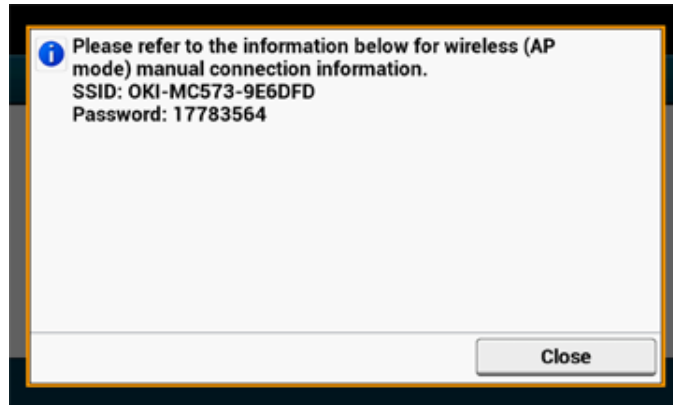 Please refer to the information below for wireless (AP
mode) manual connection information.
SSID: OKI-MC573-9E6DFD
Password: 17783564
Close